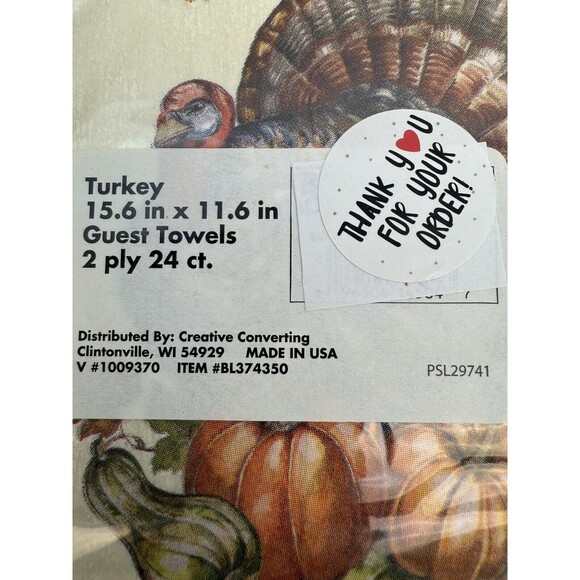 Turkey
15.6 in x 11.6 in
Guest Towels
2 ply 24 ct.
THANK YOU
FOR YOUR
ORDER!
Distributed By: Creative Converting
Clintonville, WI 54929 MADE IN USA
V #1009370 ITEM #BL374350
PSL29741